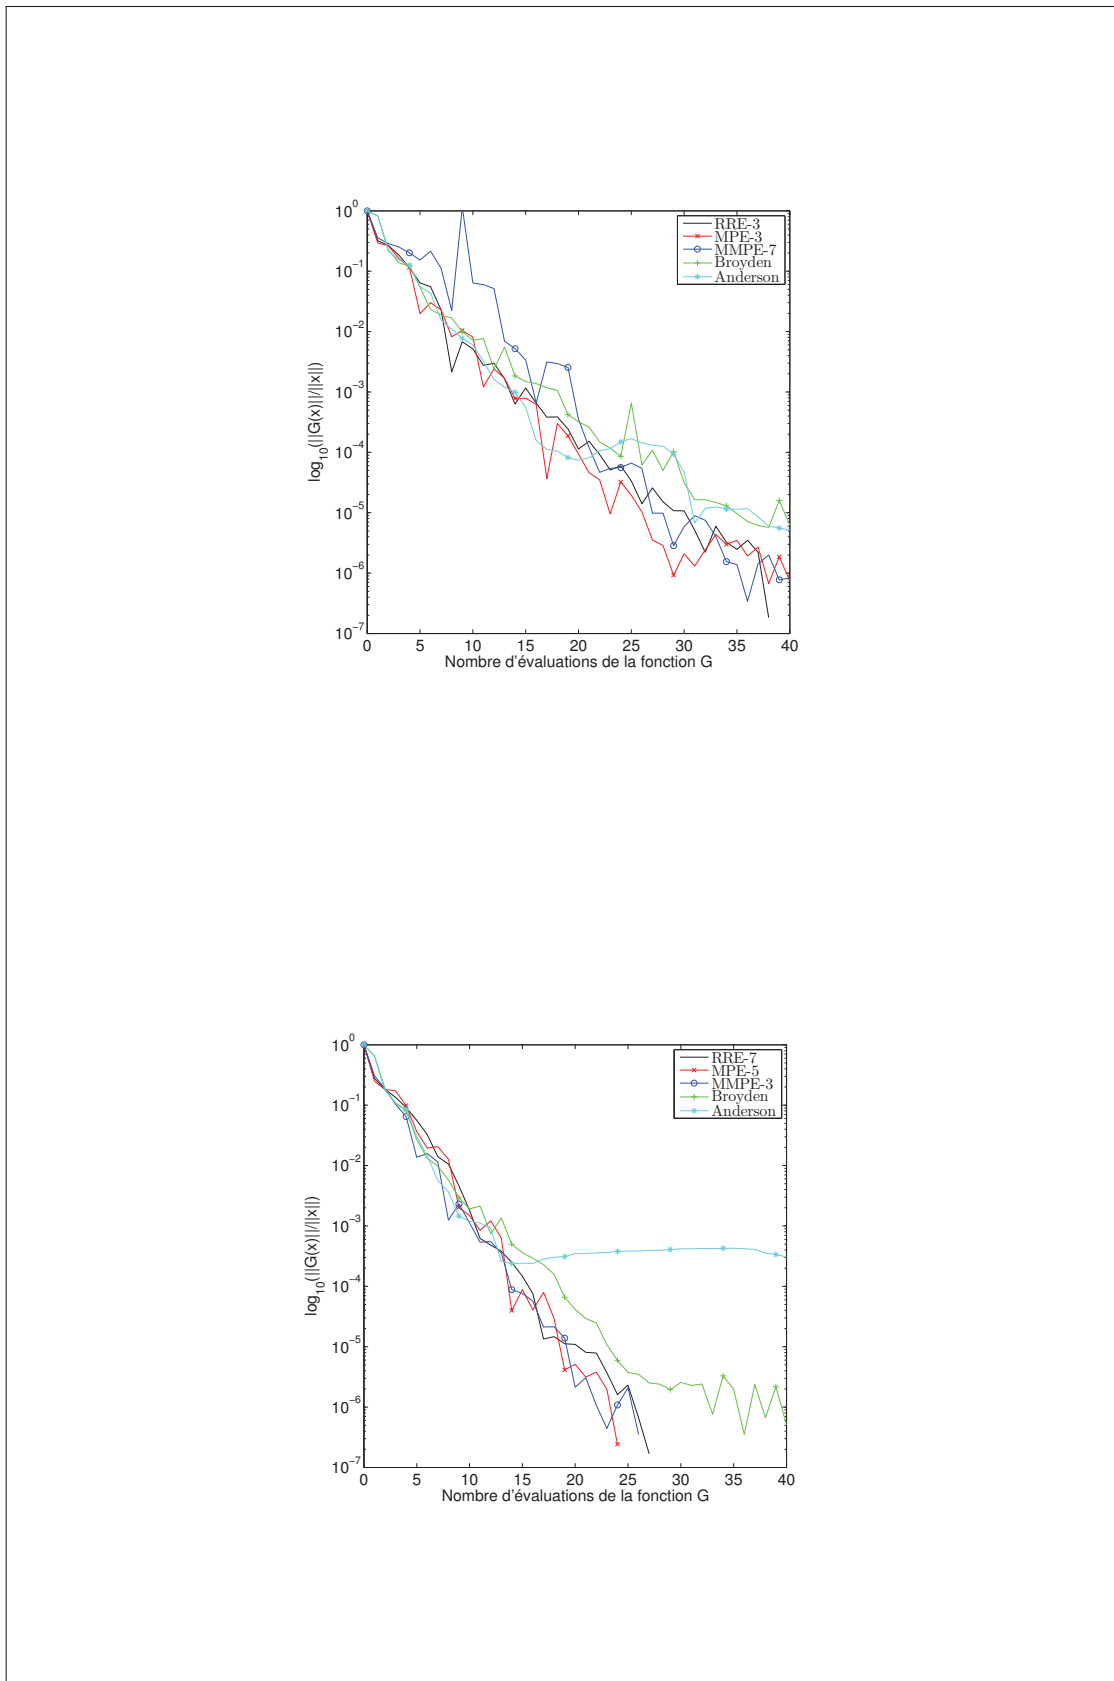 10^0
10^−1
10^−2
10^−3
10^−4
10^−5
10^−6
10^−7
log10(||G(x)||/||x||)
RRE-3
MPE-3
MMPE-7
Broyden
Anderson
0 5 10 15 20 25 30 35 40
Nombre d'évaluations de la fonction G
10^0
10^−1
10^−2
10^−3
10^−4
10^−5
10^−6
10^−7
log10(||G(x)||/||x||)
RRE-7
MPE-5
MMPE-3
Broyden
Anderson
0 5 10 15 20 25 30 35 40
Nombre d'évaluations de la fonction G